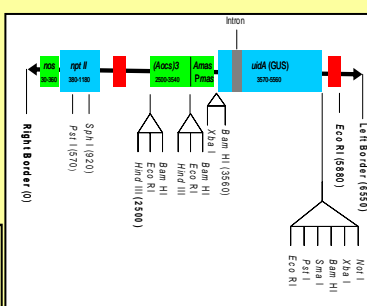 Intron
nos
30-360
npt II
380-1180
(Aocs)3
2500-3540
Amas
Pmas
uidA (GUS)
3570-5560
Right Border (0)
Pst I (570)
Sph I (920)
Hind III (2500)
Eco RI
Bam HI
Hind III
Eco RI
Bam HI
Xba I
Bam HI (3560)
Eco RI
Pst I
Sma I
Bam HI
Xba I
Not I
Eco RI (5880)
Left Border (6550)